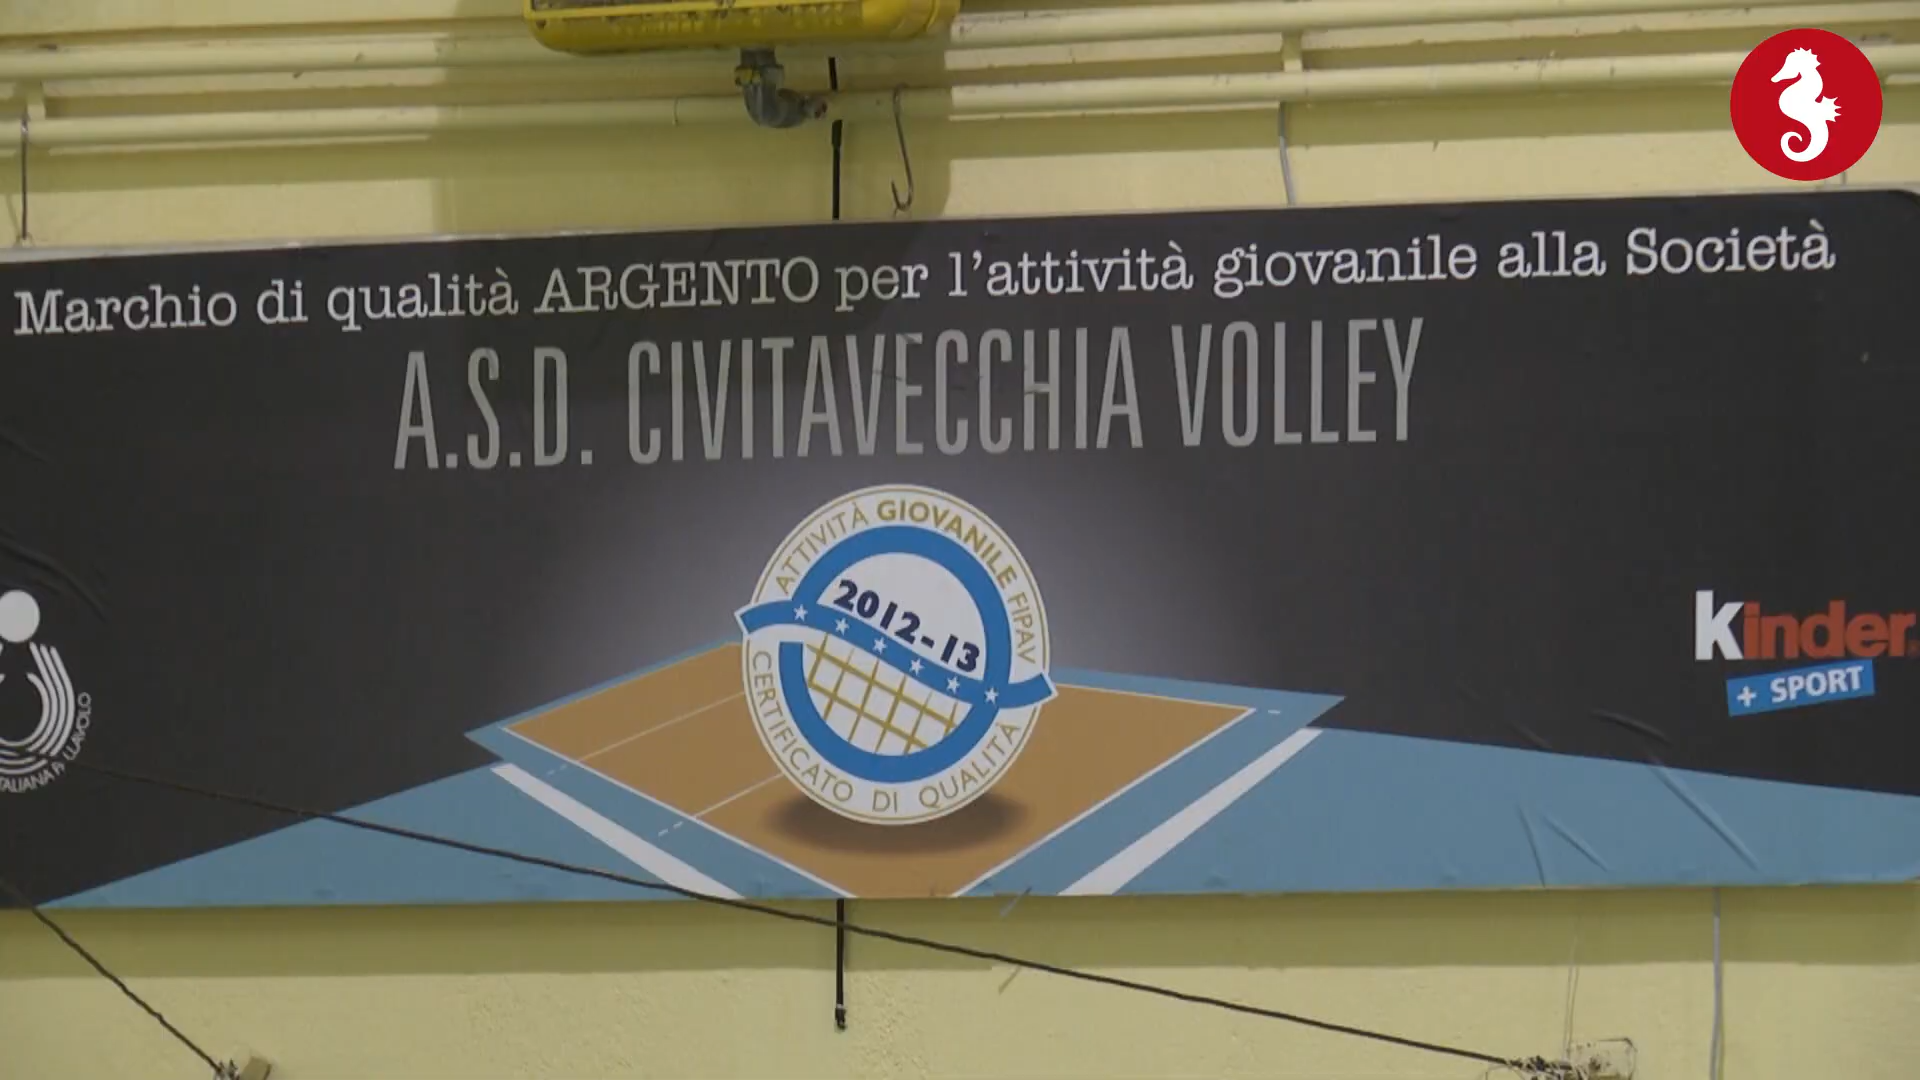 Marchio di qualità ARGENTO per l'attività giovanile alla Società
A.S.D. CIVITAVECCHIA VOLLEY
ATTIVITÀ GIOVANILE FIPAV
2012-13
CERTIFICATO DI QUALITÀ
kinder
+ SPORT